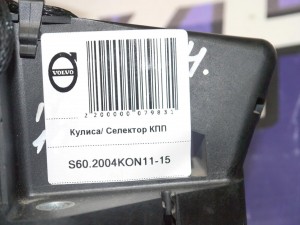 VOLVO
2200000079831
Кулиса/ Селектор КПП
S60.2004KON11-15